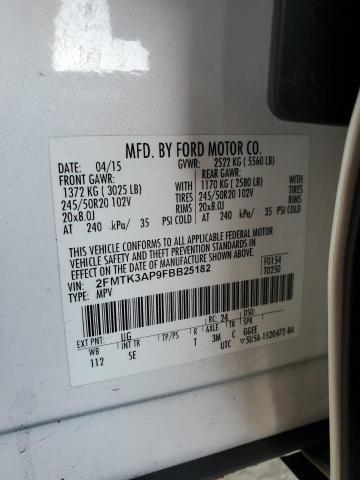 MFD. BY FORD MOTOR CO.
DATE: 04/15 GVWR: 2522 KG ( 5560 LB)
FRONT GAWR: REAR GAWR:
1372 KG ( 3025 LB) WITH 1170 KG ( 2580 LB) WITH
245/50R20 102V TIRES 245/50R20 102V TIRES
20x8.0J RIMS 20x8.0J RIMS
AT 240 kPa/ 35 PSI COLD AT 240 kPa/ 35 PSI COLD
THIS VEHICLE CONFORMS TO ALL APPLICABLE FEDERAL MOTOR
VEHICLE SAFETY AND THEFT PREVENTION STANDARDS IN
EFFECT ON THE DATE OF MANUFACTURE SHOWN ABOVE.
VIN: 2FMTK3AP9FBB25182 F0154
TYPE: MPV T0250
EXT PNT: UG RC: 24 DSO:
WB INT TR TP/PS R AXLE TR SPR
112 SE T 3M C GGEE
UTC 5U5A-1520472-BA